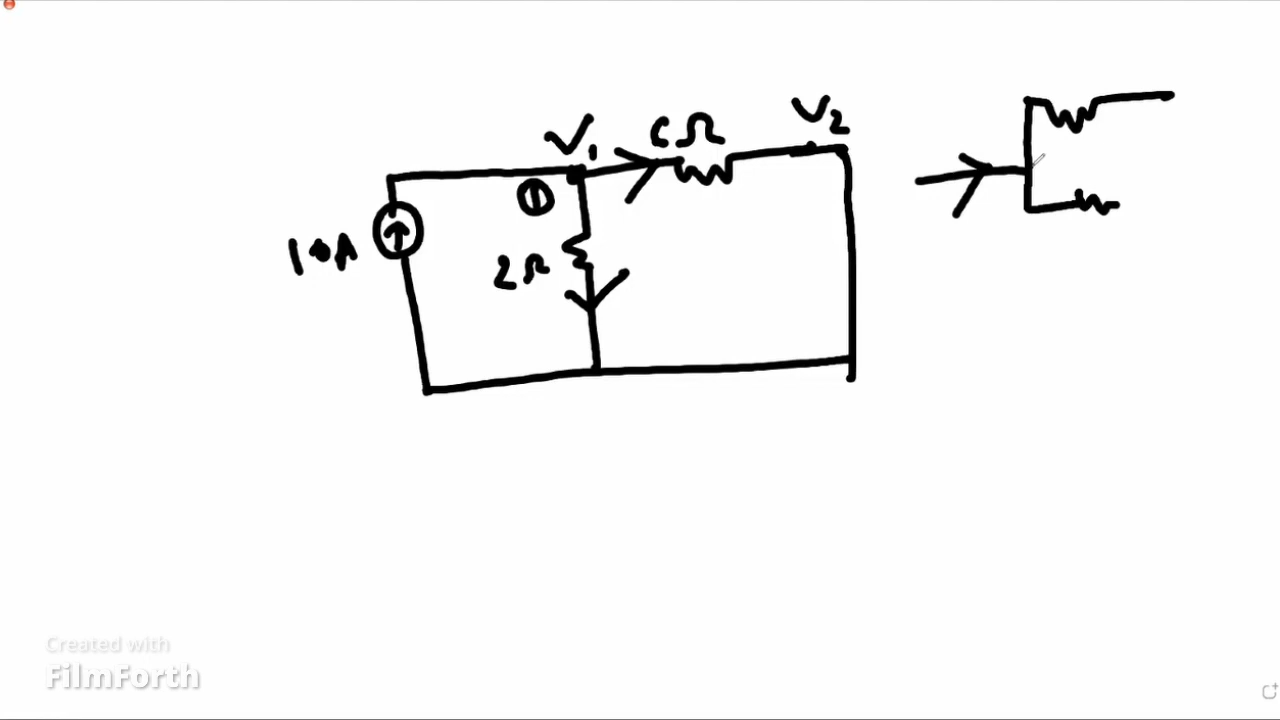 V₁
6Ω
V₂
①
10A
2Ω
Created with
FilmForth